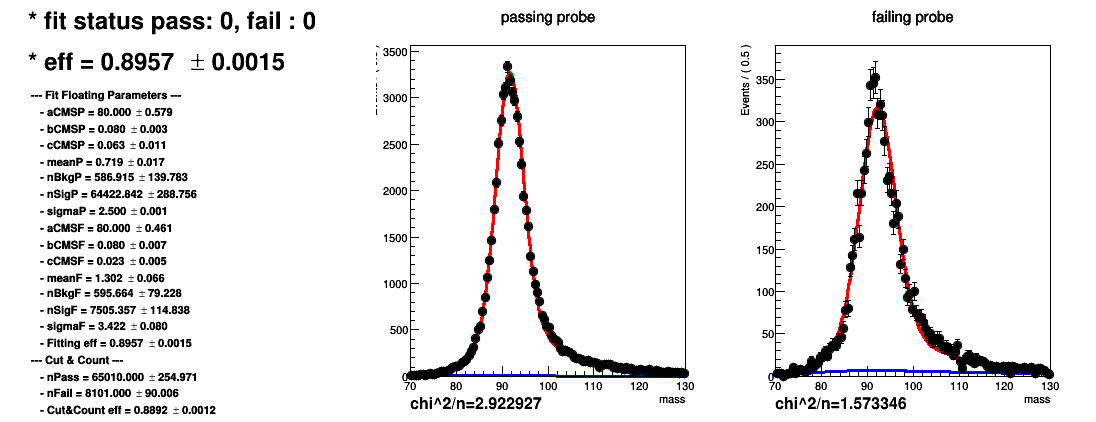 * fit status pass: 0, fail : 0
* eff = 0.8957 ± 0.0015
--- Fit Floating Parameters ---
- aCMSP = 80.000 ± 0.579
- bCMSP = 0.080 ± 0.003
- cCMSP = 0.063 ± 0.011
- meanP = 0.719 ± 0.017
- nBkgP = 586.915 ± 139.783
- nSigP = 64422.842 ± 288.756
- sigmaP = 2.500 ± 0.001
- aCMSF = 80.000 ± 0.461
- bCMSF = 0.080 ± 0.007
- cCMSF = 0.023 ± 0.005
- meanF = 1.302 ± 0.066
- nBkgF = 595.664 ± 79.228
- nSigF = 7505.357 ± 114.838
- sigmaF = 3.422 ± 0.080
- Fitting eff = 0.8957 ± 0.0015
--- Cut & Count ---
- nPass = 65010.000 ± 254.971
- nFail = 8101.000 ± 90.006
- Cut&Count eff = 0.8892 ± 0.0012
passing probe
3500
3000
2500
2000
1500
1000
500
0
70 80 90 100 110 120 130
mass
chi^2/n=2.922927
failing probe
Events / ( 0.5 )
350
300
250
200
150
100
50
0
70 80 90 100 110 120 130
mass
chi^2/n=1.573346